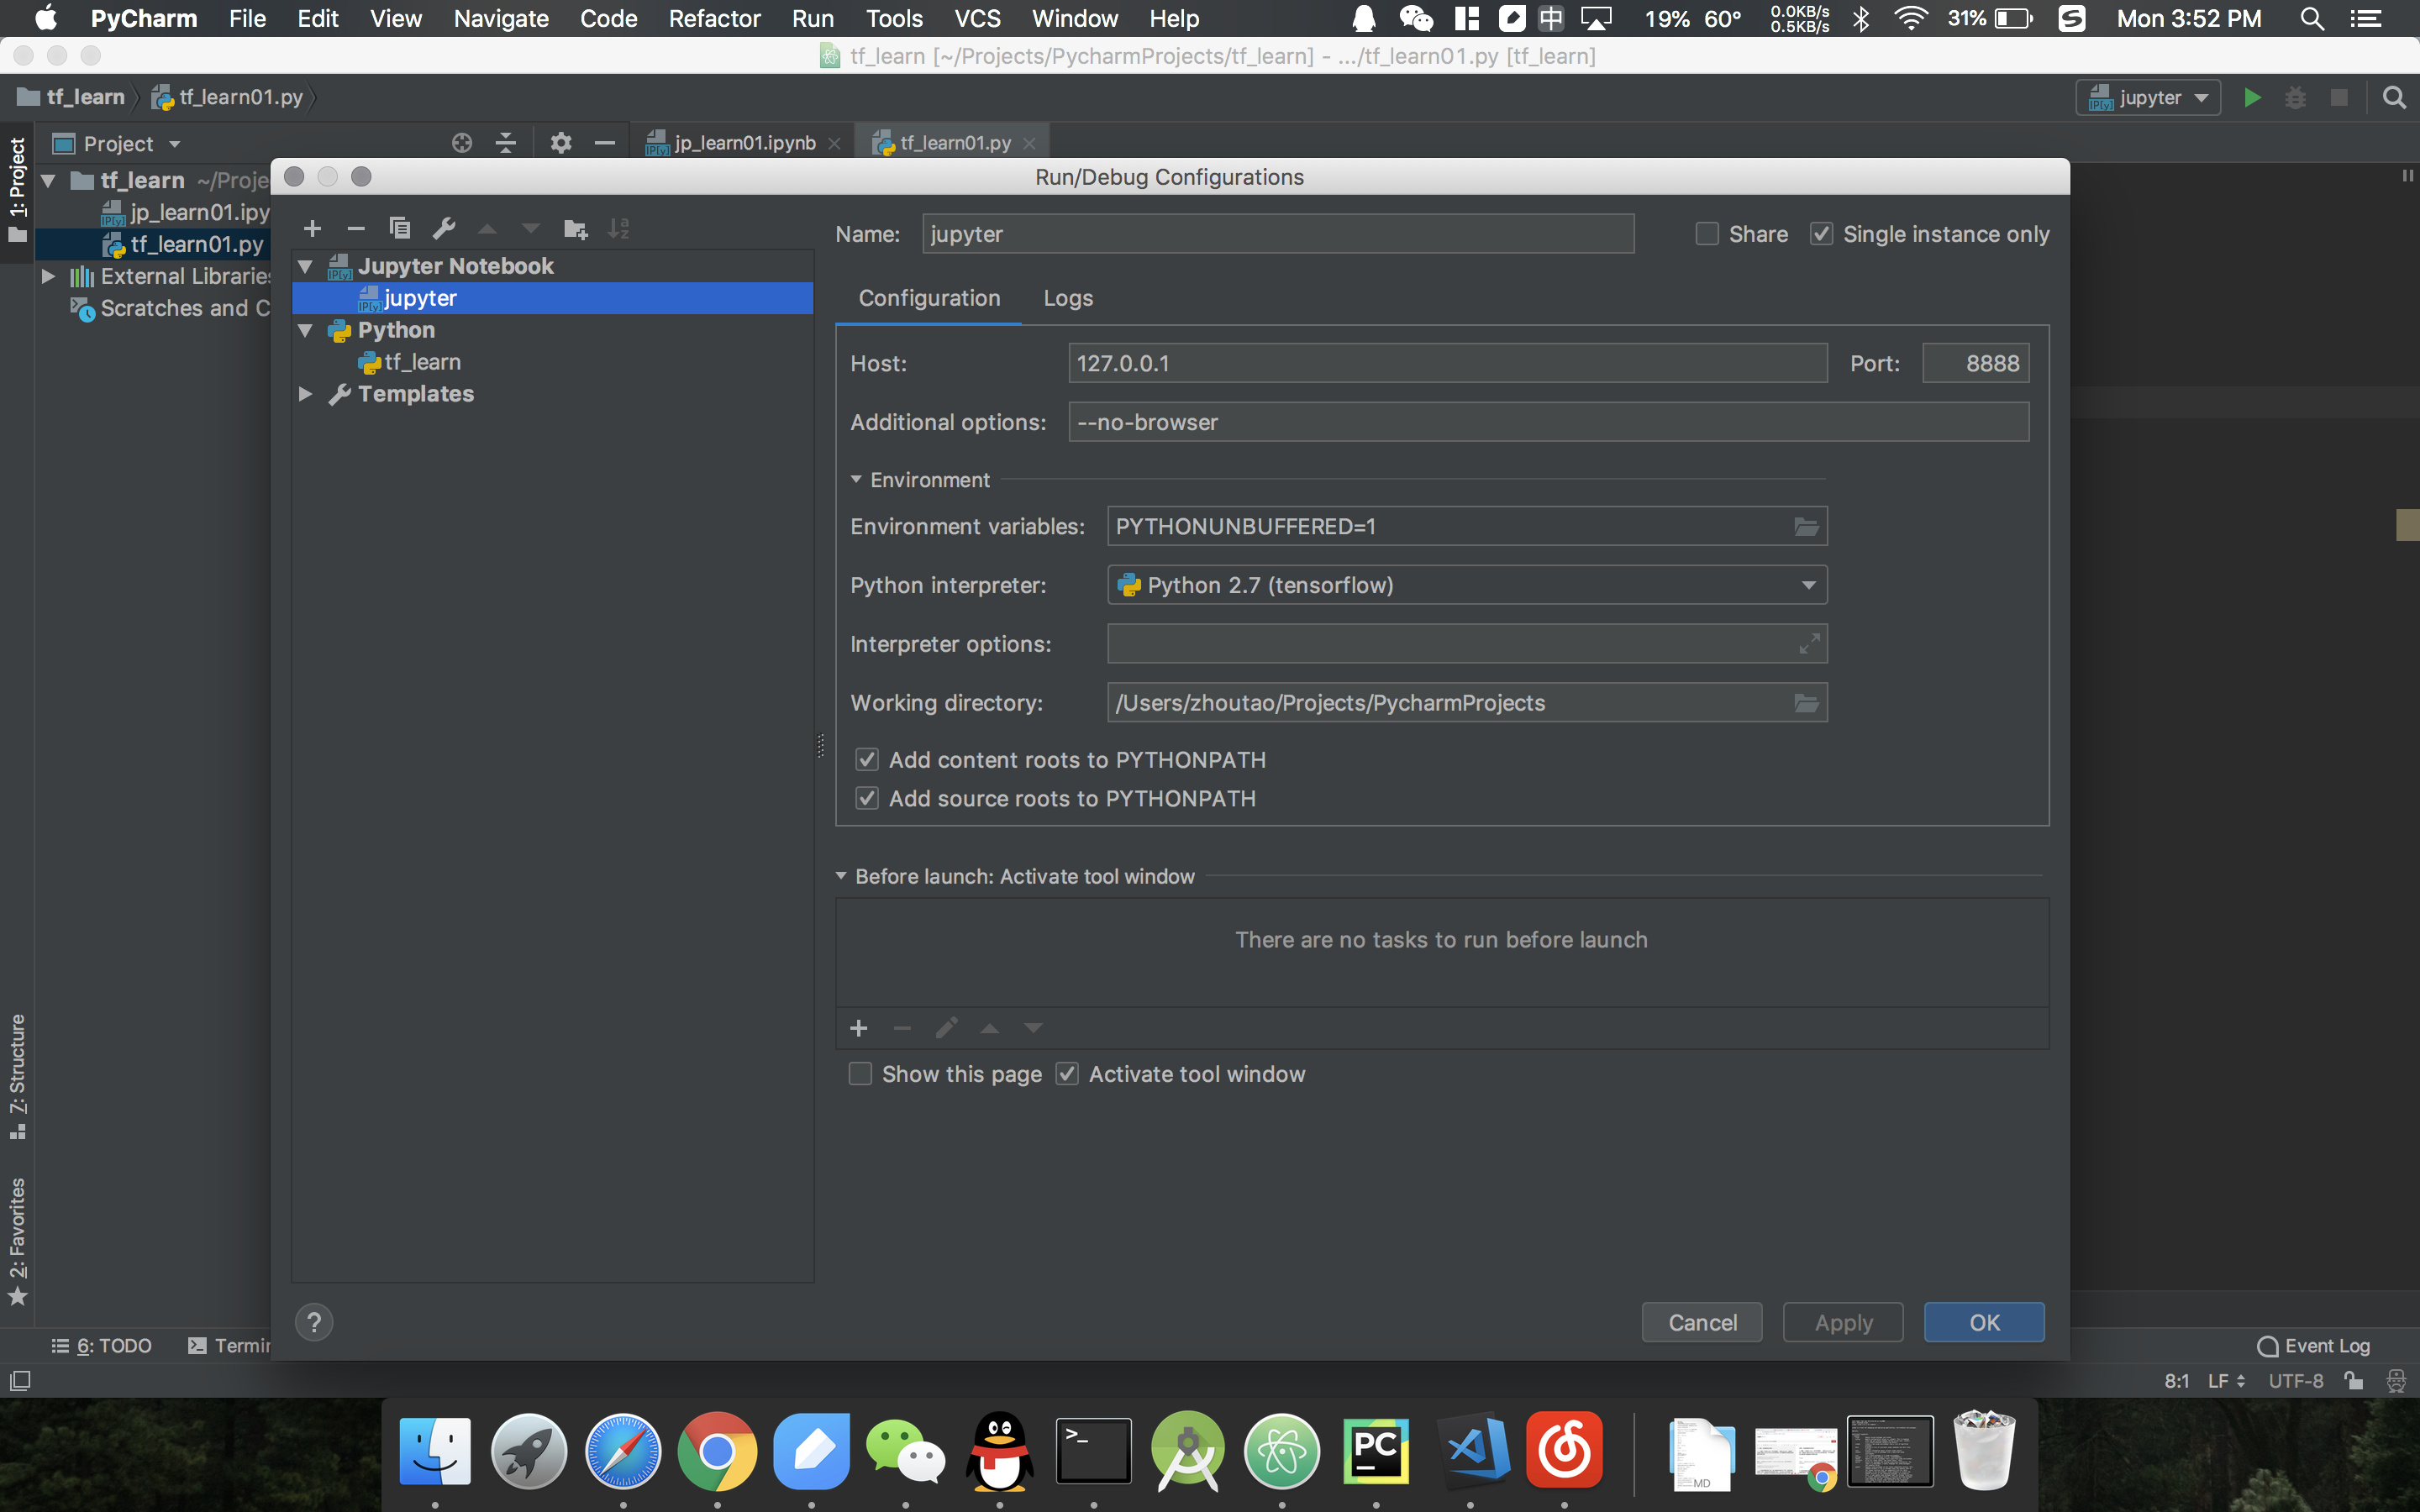 PyCharm File Edit View Navigate Code Refactor Run Tools VCS Window Help 中 19% 60° 0.0KB/s 0.5KB/s 31% S Mon 3:52 PM
tf_learn [~/Projects/PycharmProjects/tf_learn] - .../tf_learn01.py [tf_learn]
tf_learn tf_learn01.py jupyter
Project jp_learn01.ipynb tf_learn01.py
1: Project
tf_learn ~/Proje
jp_learn01.ipy
tf_learn01.py
External Libraries
Scratches and C
7: Structure
2: Favorites
Run/Debug Configurations
Jupyter Notebook
jupyter
Python
tf_learn
Templates
Name: jupyter Share Single instance only
Configuration Logs
Host: 127.0.0.1 Port: 8888
Additional options: --no-browser
Environment
Environment variables: PYTHONUNBUFFERED=1
Python interpreter: Python 2.7 (tensorflow)
Interpreter options:
Working directory: /Users/zhoutao/Projects/PycharmProjects
Add content roots to PYTHONPATH
Add source roots to PYTHONPATH
Before launch: Activate tool window
There are no tasks to run before launch
Show this page Activate tool window
? Cancel Apply OK
6: TODO Termin Event Log
8:1 LF UTF-8
PC
MD